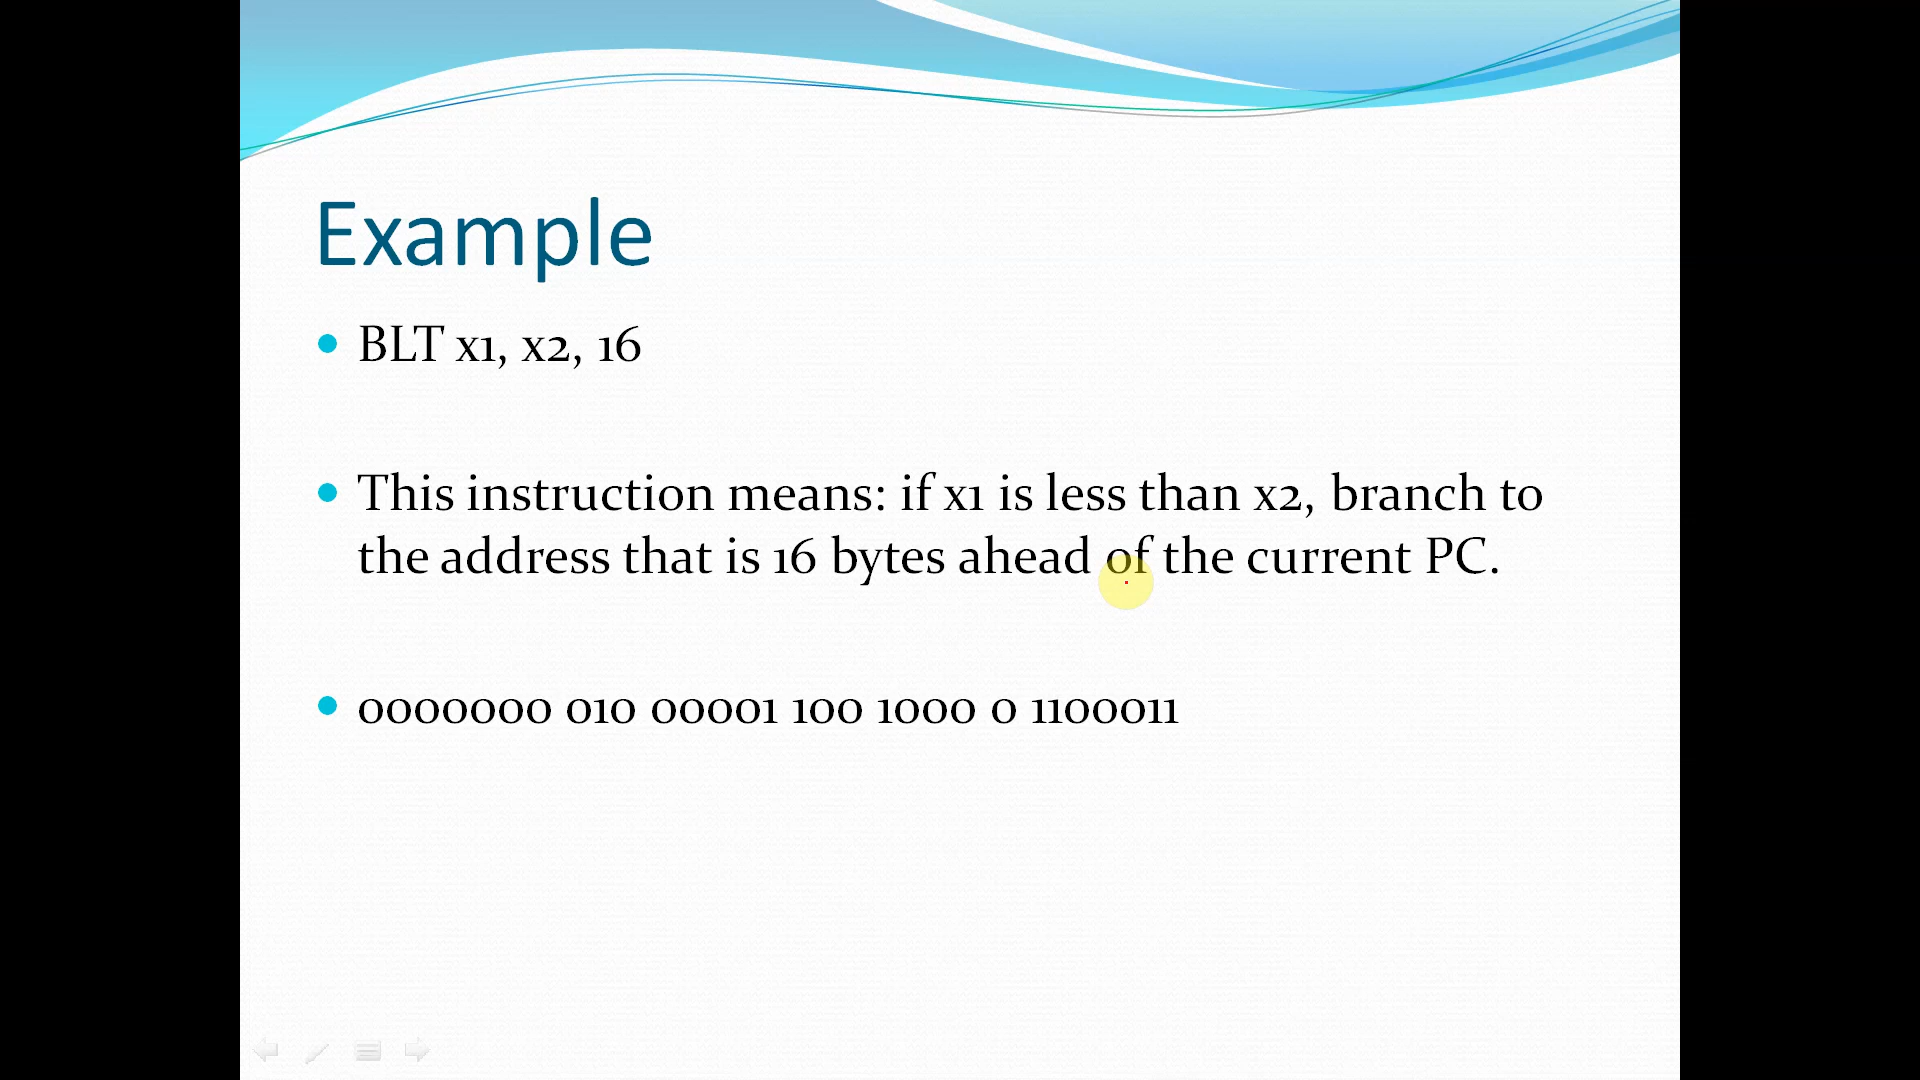 Example
BLT x1, x2, 16
This instruction means: if x1 is less than x2, branch to
the address that is 16 bytes ahead of the current PC.
0000000 010 00001 100 1000 0 1100011